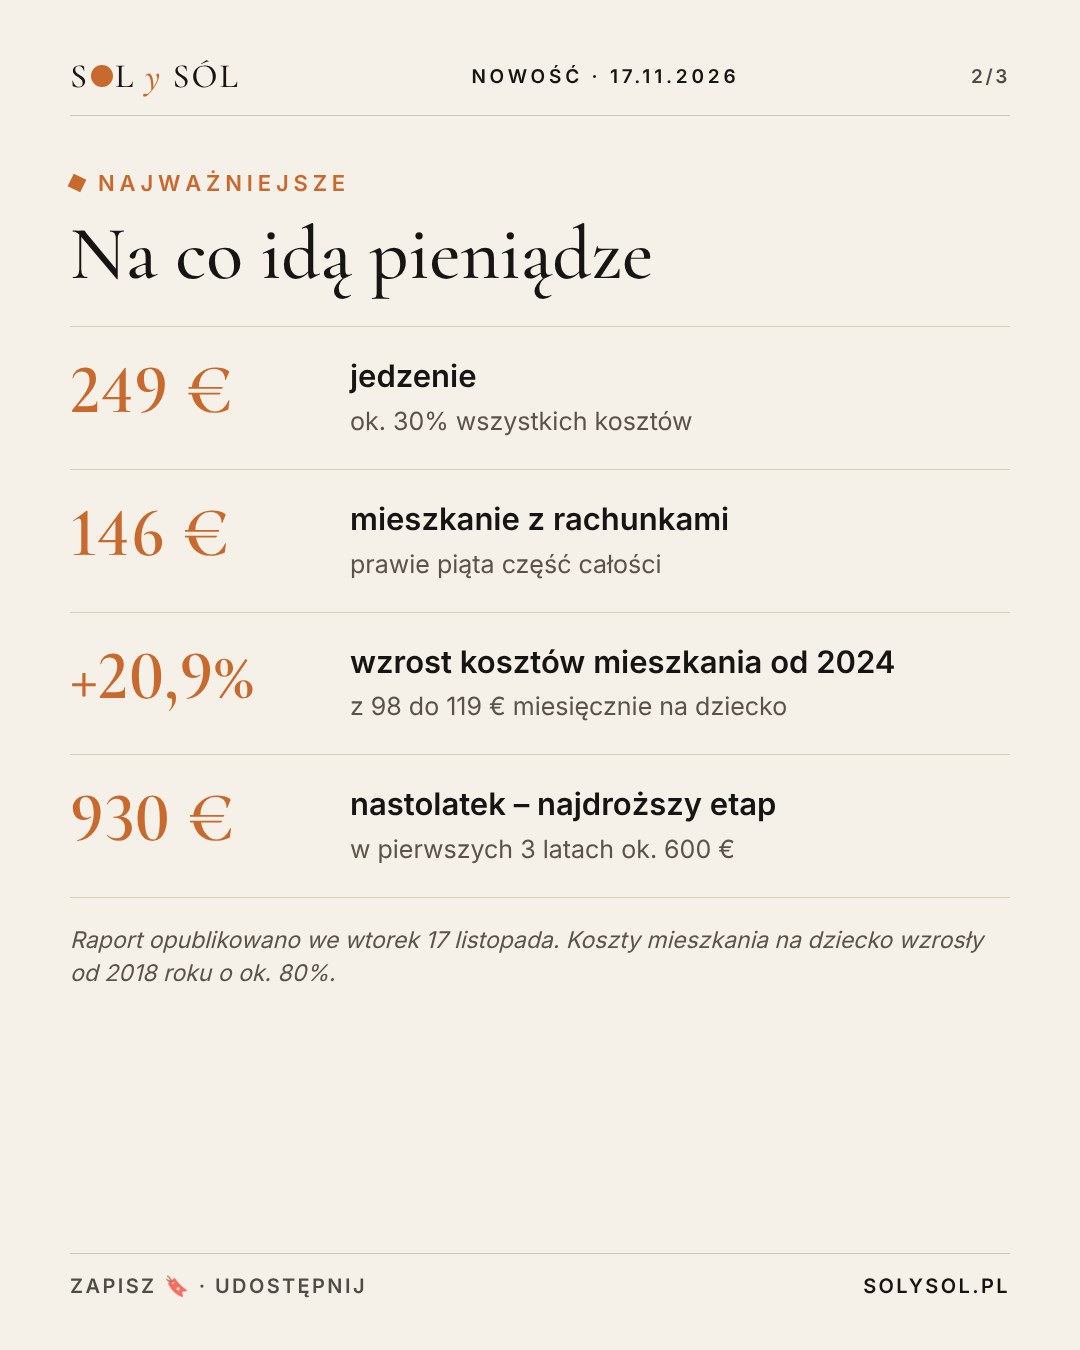 SOL y SÓL
NOWOŚĆ · 17.11.2026
2/3
NAJWAŻNIEJSZE
Na co idą pieniądze
249 €
jedzenie
ok. 30% wszystkich kosztów
146 €
mieszkanie z rachunkami
prawie piąta część całości
+20,9%
wzrost kosztów mieszkania od 2024
z 98 do 119 € miesięcznie na dziecko
930 €
nastolatek – najdroższy etap
w pierwszych 3 latach ok. 600 €
Raport opublikowano we wtorek 17 listopada. Koszty mieszkania na dziecko wzrosły
od 2018 roku o ok. 80%.
ZAPISZ 🔖 · UDOSTĘPNIJ
SOLYSOL.PL